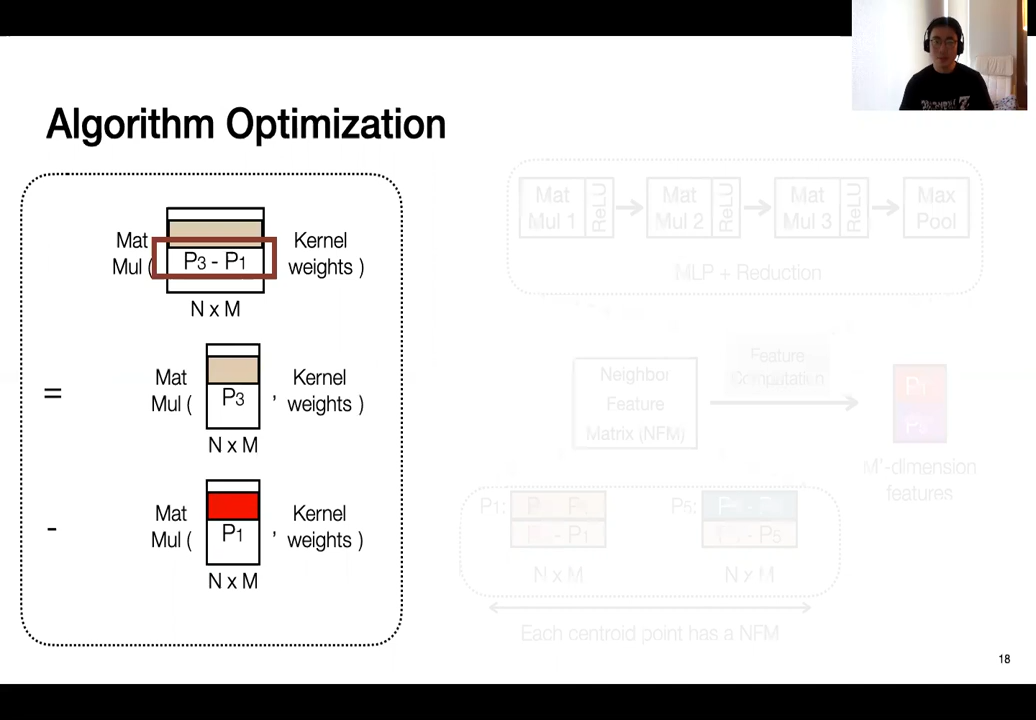 Algorithm Optimization
Mat
Mul (
P3 - P1
Kernel
weights )
N x M
=
Mat
Mul (
P3
,
Kernel
weights )
N x M
-
Mat
Mul (
P1
,
Kernel
weights )
N x M
Mat
Mul 1
ReLU
Mat
Mul 2
ReLU
Mat
Mul 3
ReLU
Max
Pool
MLP + Reduction
Neighbor
Feature
Matrix (NFM)
Feature
Computation
M'-dimension
features
P1:
- P1
N x M
P5:
- P5
N x M
Each centroid point has a NFM
18